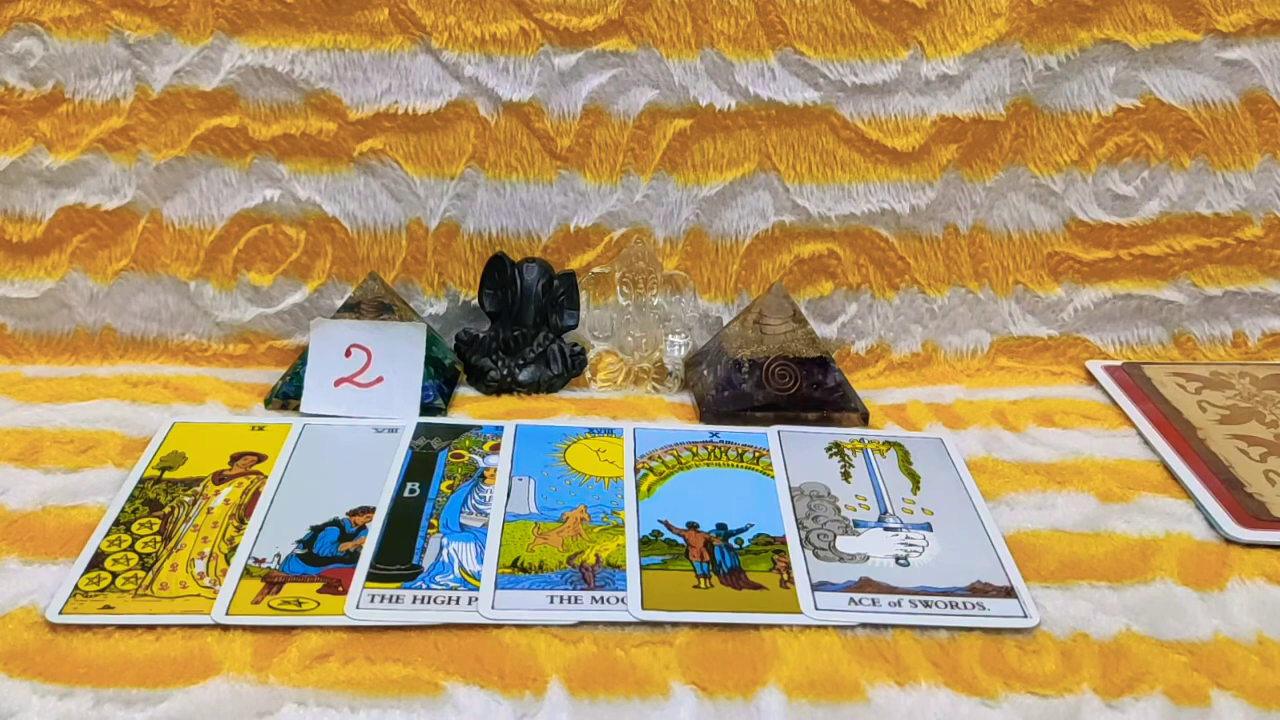 2
IX
VIII
B
THE HIGH P
XVIII
THE MOO
X
ACE of SWORDS.